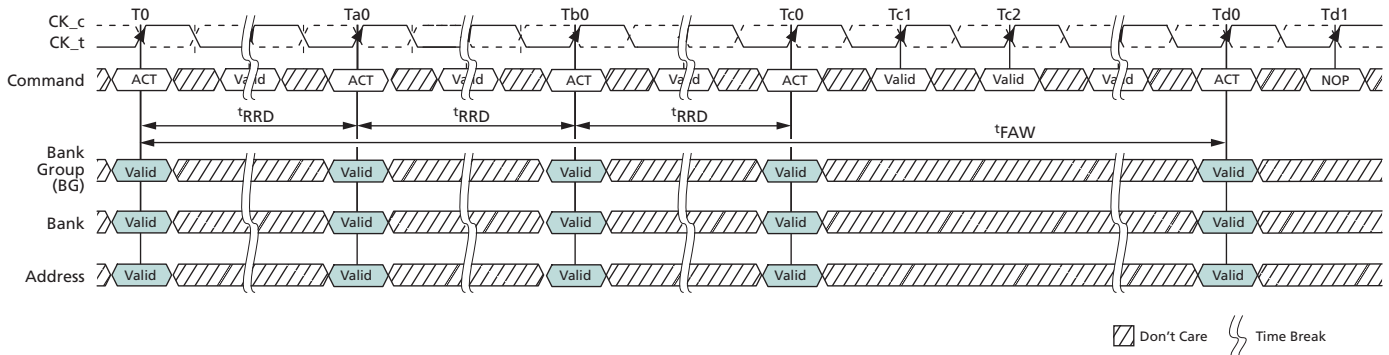 T0 Ta0 Tb0 Tc0 Tc1 Tc2 Td0 Td1
CK_c
CK_t
Command ACT Valid ACT Valid ACT Valid ACT Valid Valid Valid ACT NOP
tRRD tRRD tRRD
tFAW
Bank
Group
(BG)
Valid Valid Valid Valid Valid
Bank Valid Valid Valid Valid Valid
Address Valid Valid Valid Valid Valid
Don't Care Time Break